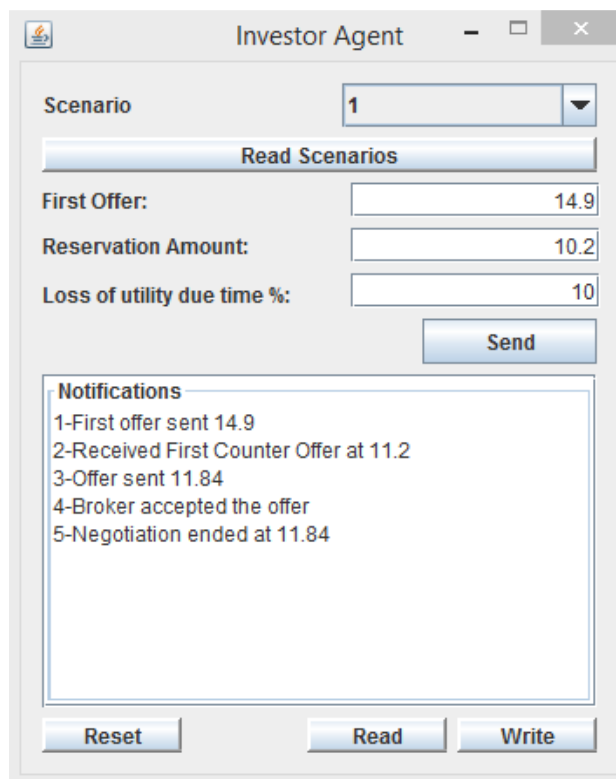 Investor Agent
Scenario 1
Read Scenarios
First Offer: 14.9
Reservation Amount: 10.2
Loss of utility due time %: 10
Send
Notifications
1-First offer sent 14.9
2-Received First Counter Offer at 11.2
3-Offer sent 11.84
4-Broker accepted the offer
5-Negotiation ended at 11.84
Reset Read Write